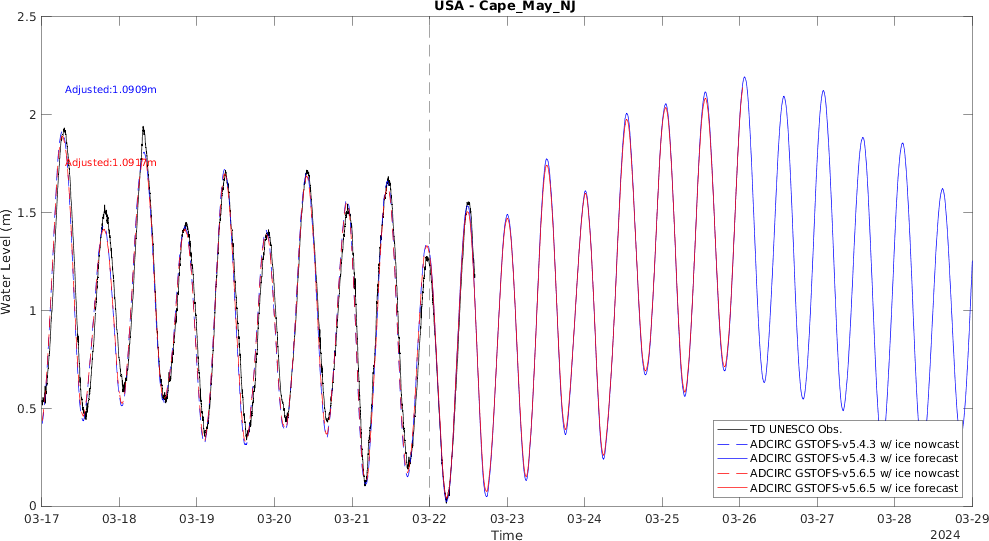 USA - Cape_May_NJ
2.5
2
1.5
1
0.5
0
Water Level (m)
Adjusted:1.0909m
Adjusted:1.0917m
TD UNESCO Obs.
ADCIRC GSTOFS-v5.4.3 w/ ice nowcast
ADCIRC GSTOFS-v5.4.3 w/ ice forecast
ADCIRC GSTOFS-v5.6.5 w/ ice nowcast
ADCIRC GSTOFS-v5.6.5 w/ ice forecast
03-17 03-18 03-19 03-20 03-21 03-22 03-23 03-24 03-25 03-26 03-27 03-28 03-29
Time
2024